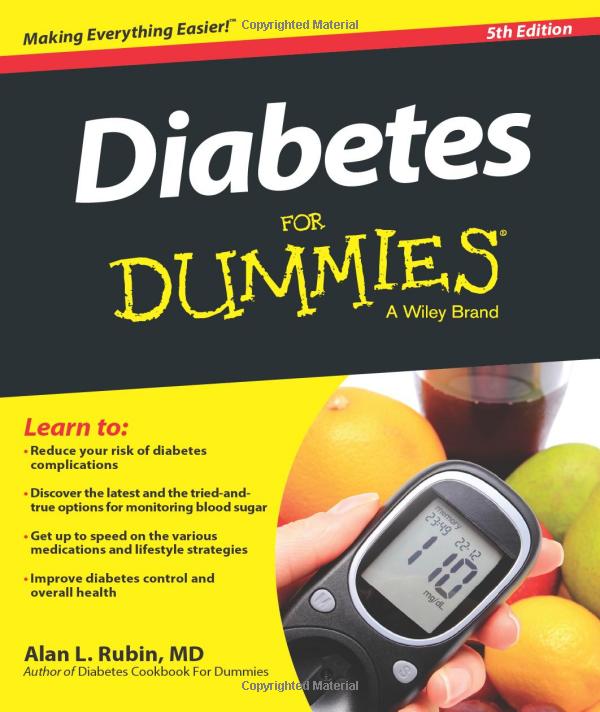 Copyrighted Material
Making Everything Easier!™
5th Edition
Diabetes
FOR
DUMMIES®
A Wiley Brand
Learn to:
• Reduce your risk of diabetes
complications
• Discover the latest and the tried-and-
true options for monitoring blood sugar
• Get up to speed on the various
medications and lifestyle strategies
• Improve diabetes control and
overall health
memory
23:49 22-12
110
mg/dL
M
S
Alan L. Rubin, MD
Author of Diabetes Cookbook For Dummies
Copyrighted Material